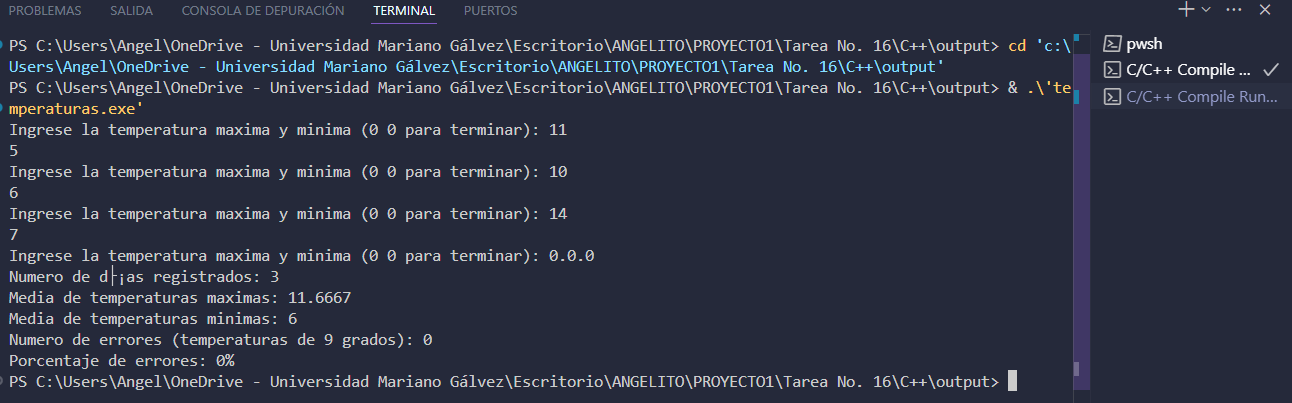 PROBLEMAS SALIDA CONSOLA DE DEPURACIÓN TERMINAL PUERTOS
PS C:\Users\Angel\OneDrive - Universidad Mariano Gálvez\Escritorio\ANGELITO\PROYECTO1\Tarea No. 16\C++\output> cd 'c:\
Users\Angel\OneDrive - Universidad Mariano Gálvez\Escritorio\ANGELITO\PROYECTO1\Tarea No. 16\C++\output'
PS C:\Users\Angel\OneDrive - Universidad Mariano Gálvez\Escritorio\ANGELITO\PROYECTO1\Tarea No. 16\C++\output> & .\'te
mperaturas.exe'
Ingrese la temperatura maxima y minima (0 0 para terminar): 11
5
Ingrese la temperatura maxima y minima (0 0 para terminar): 10
6
Ingrese la temperatura maxima y minima (0 0 para terminar): 14
7
Ingrese la temperatura maxima y minima (0 0 para terminar): 0.0.0
Numero de d├¡as registrados: 3
Media de temperaturas maximas: 11.6667
Media de temperaturas minimas: 6
Numero de errores (temperaturas de 9 grados): 0
Porcentaje de errores: 0%
PS C:\Users\Angel\OneDrive - Universidad Mariano Gálvez\Escritorio\ANGELITO\PROYECTO1\Tarea No. 16\C++\output>
pwsh
C/C++ Compile ...
C/C++ Compile Run...